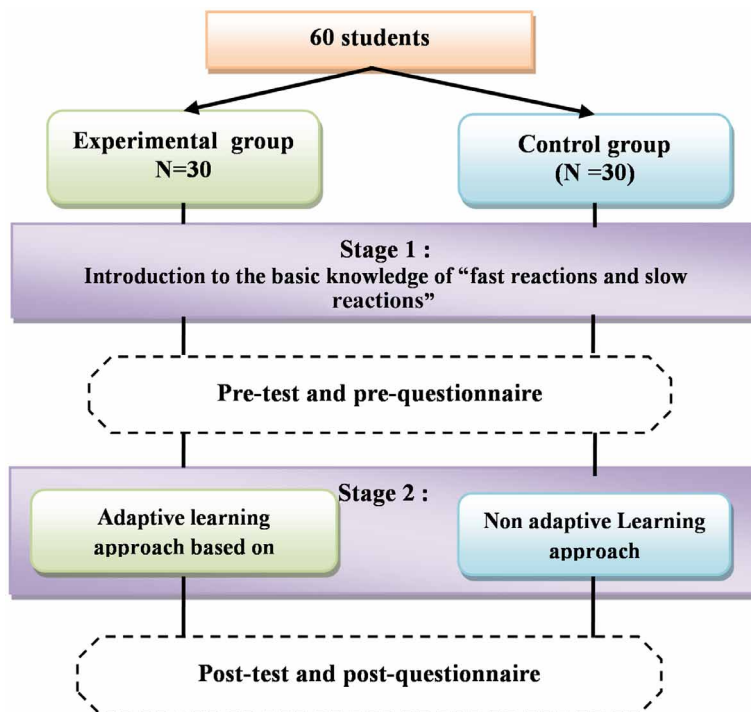 60 students
Experimental group
N=30
Control group
(N =30)
Stage 1 :
Introduction to the basic knowledge of “fast reactions and slow
reactions”
Pre-test and pre-questionnaire
Stage 2 :
Adaptive learning
approach based on
Non adaptive Learning
approach
Post-test and post-questionnaire